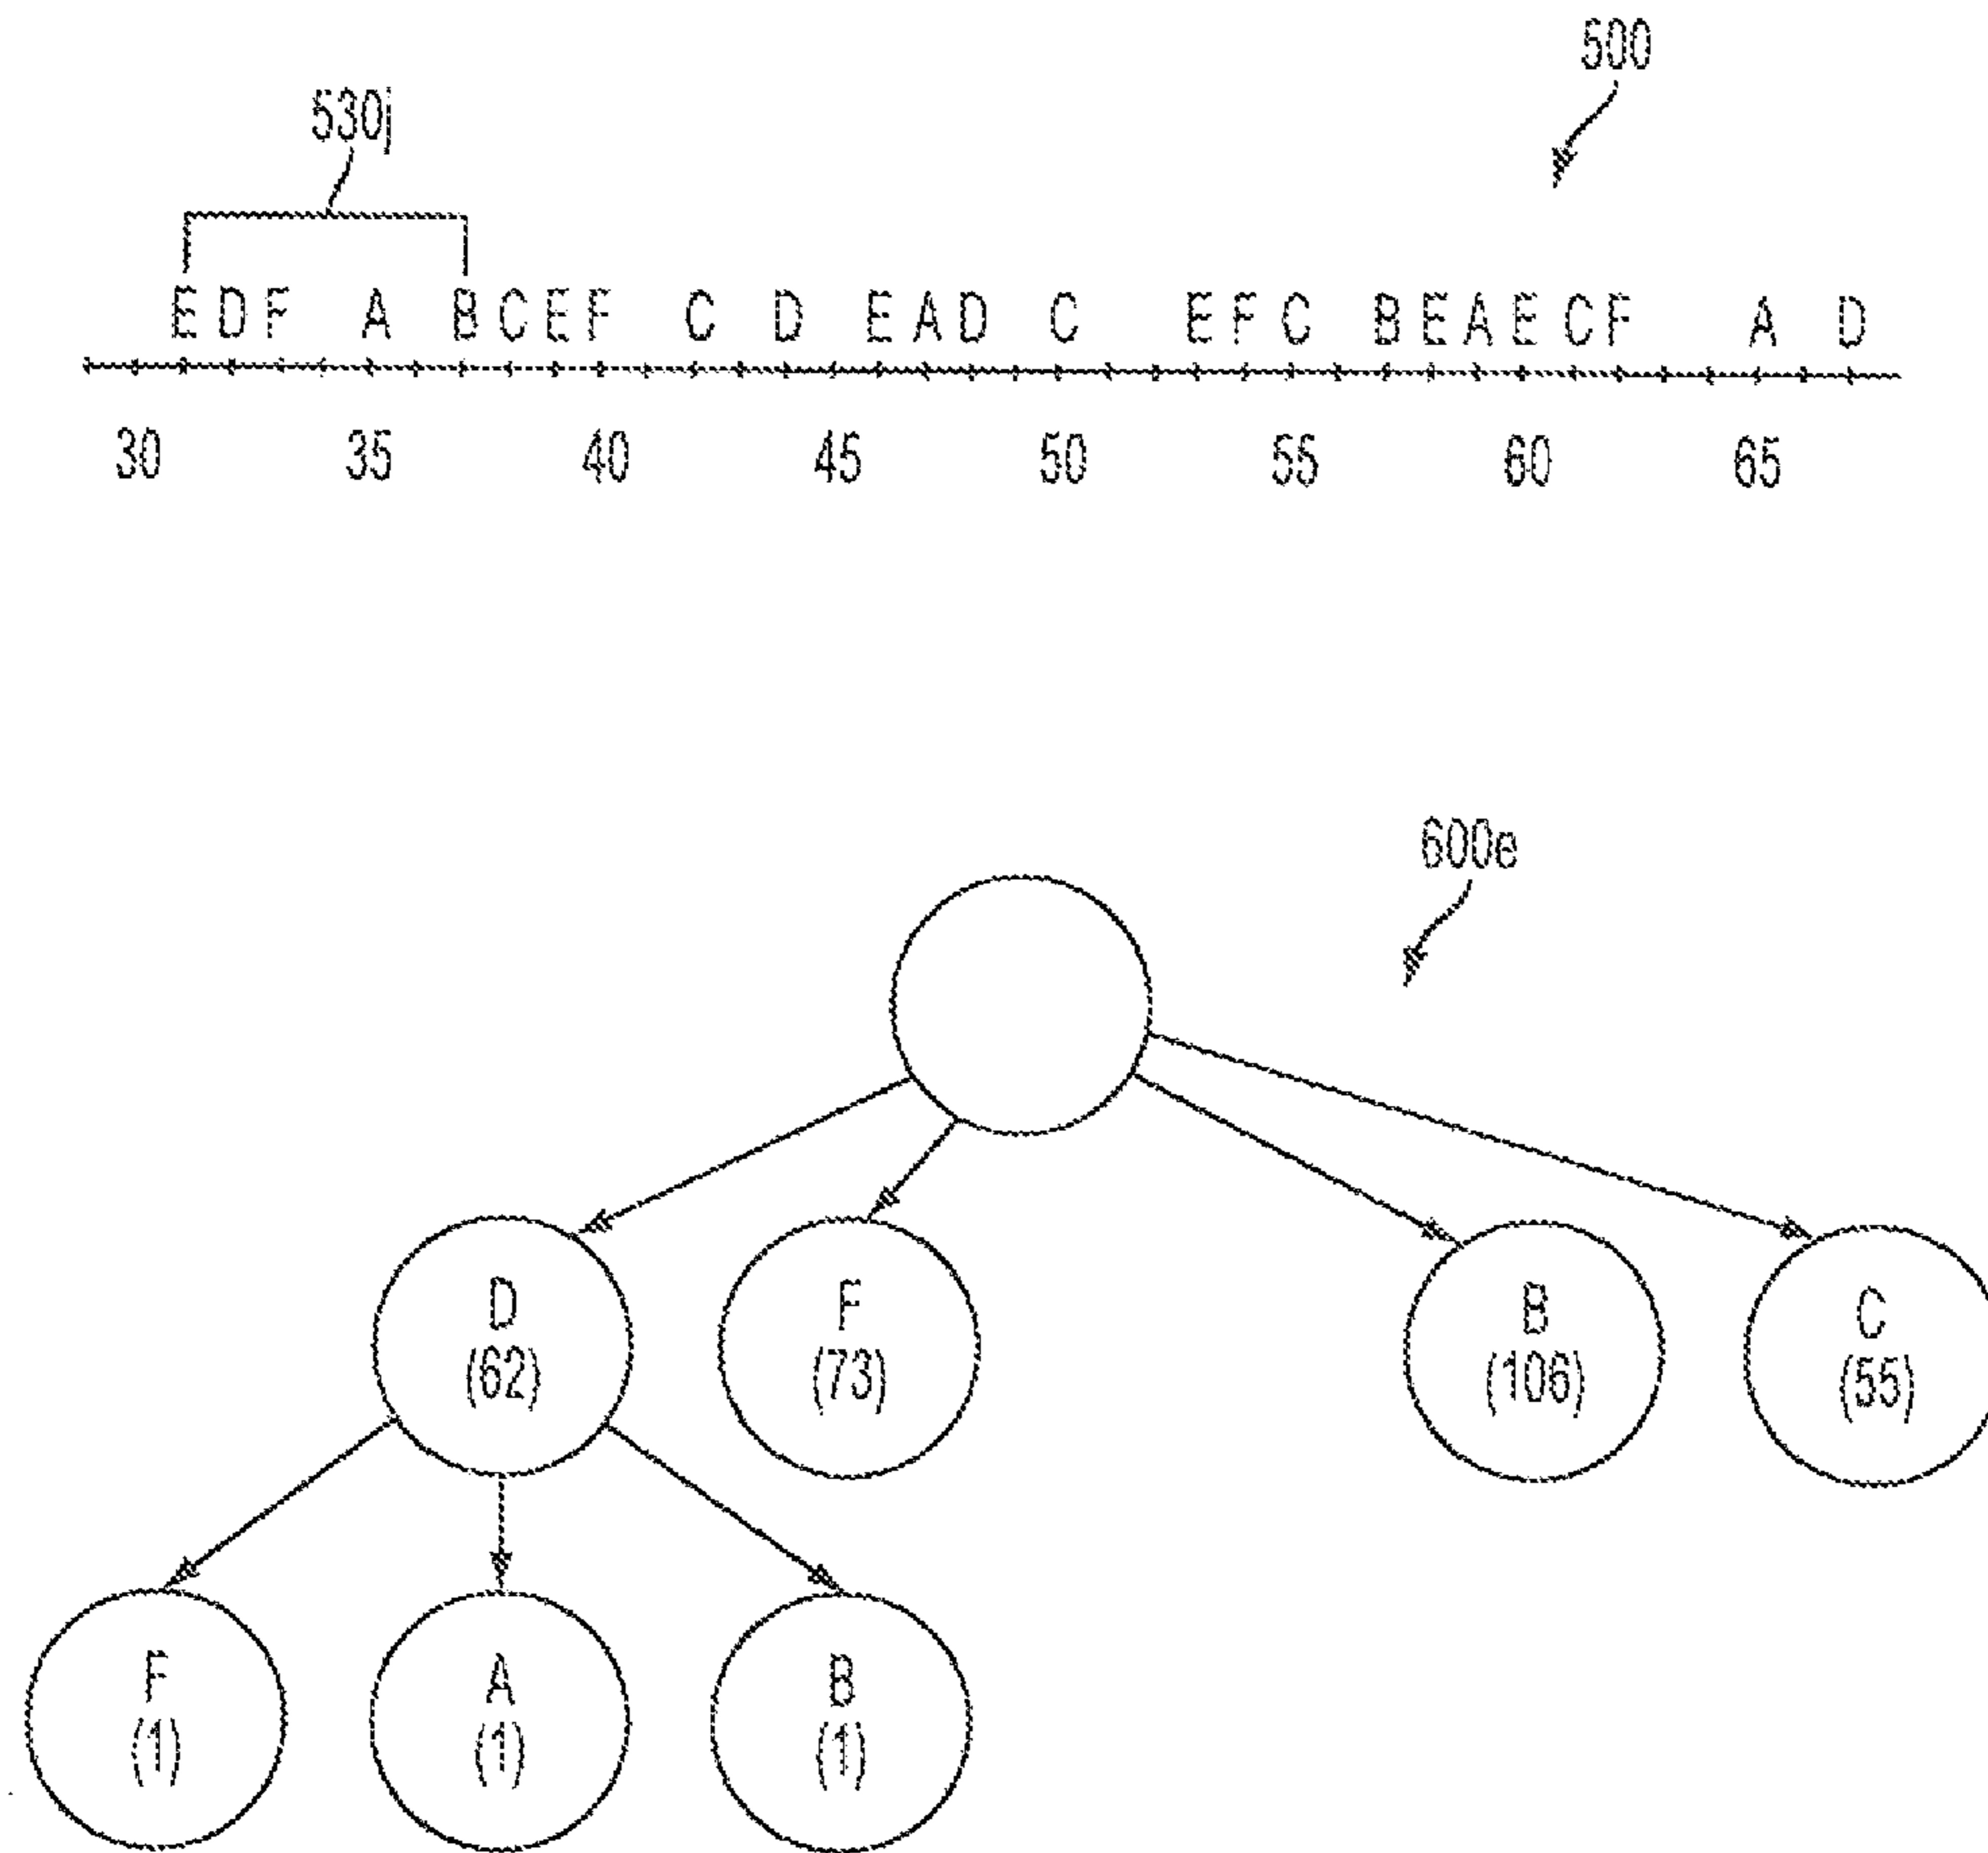 500
530j
E D F A B C E F C D E A D C E F C B E A E C F A D
30 35 40 45 50 55 60 65
600e
D
(62)
F
(73)
B
(106)
C
(55)
F
(1)
A
(1)
B
(1)